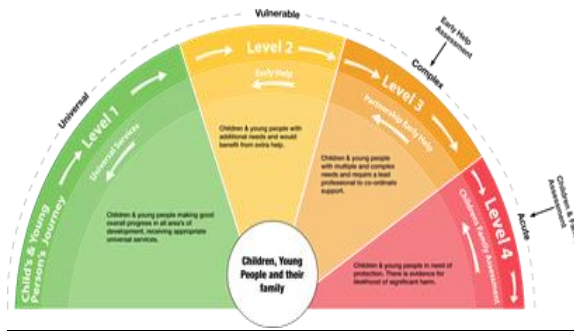 Vulnerable
Early Help
Assessment
Universal
Complex
Level 1
Level 2
Level 3
Level 4
Universal Services
Early Help
Partnership Early Help
Childrens Family Assessment
Child's & Young
Person's Journey
Children & young people with
additional needs and would
benefit from extra help.
Children & young people
with multiple and complex
needs and require a lead
professional to co-ordinate
support.
Children & young people making good
overall progress in all area's of
development, receiving appropriate
universal services.
Children & young people in need of
protection. There is evidence for
likelihood of significant harm.
Children, Young
People and their
family
Acute
Children &
Assessment